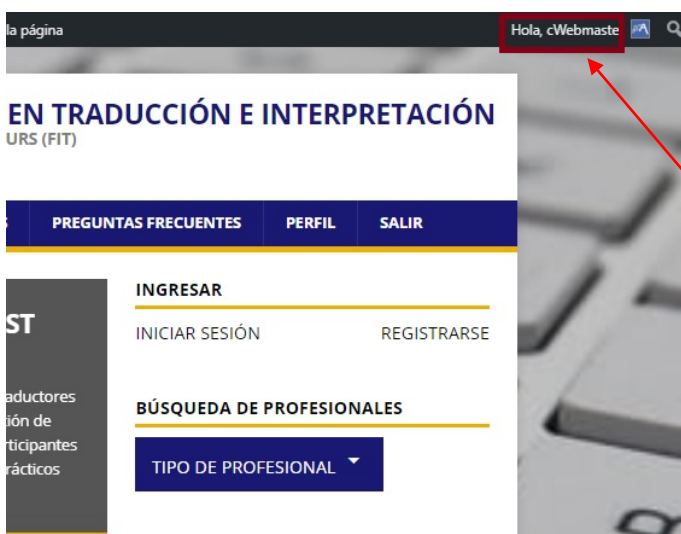 la página
Hola, cWebmaste
EN TRADUCCIÓN E INTERPRETACIÓN
URS (FIT)
S PREGUNTAS FRECUENTES PERFIL SALIR
ST
aductores
ión de
rticipantes
rácticos
INGRESAR
INICIAR SESIÓN REGISTRARSE
BÚSQUEDA DE PROFESIONALES
TIPO DE PROFESIONAL